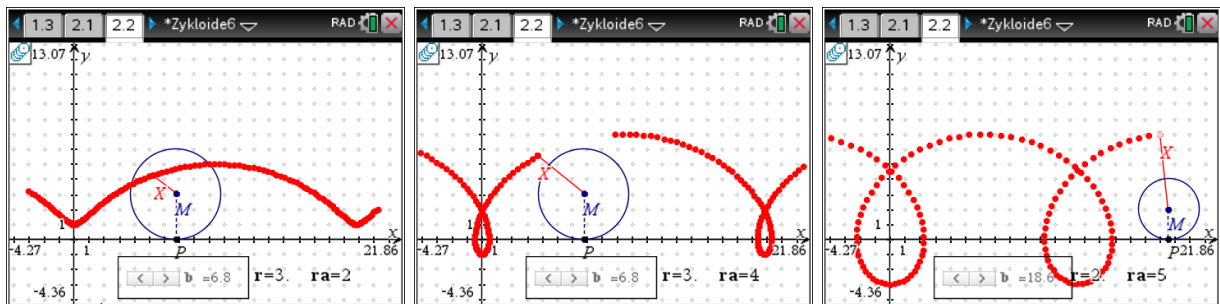 1.3 2.1 2.2 *Zykloide6 RAD
13.07 y
X
M
1
x
-4.27 1 P 21.86
b =6.8 r=3. ra=2
-4.36
1.3 2.1 2.2 *Zykloide6 RAD
13.07 y
X
M
1
x
-4.27 1 P 21.86
b =6.8 r=3. ra=4
-4.36
1.3 2.1 2.2 *Zykloide6 RAD
13.07 y
X
M
1
x
-4.27 1 P 21.86
b =18.6 r=2. ra=5
-4.36